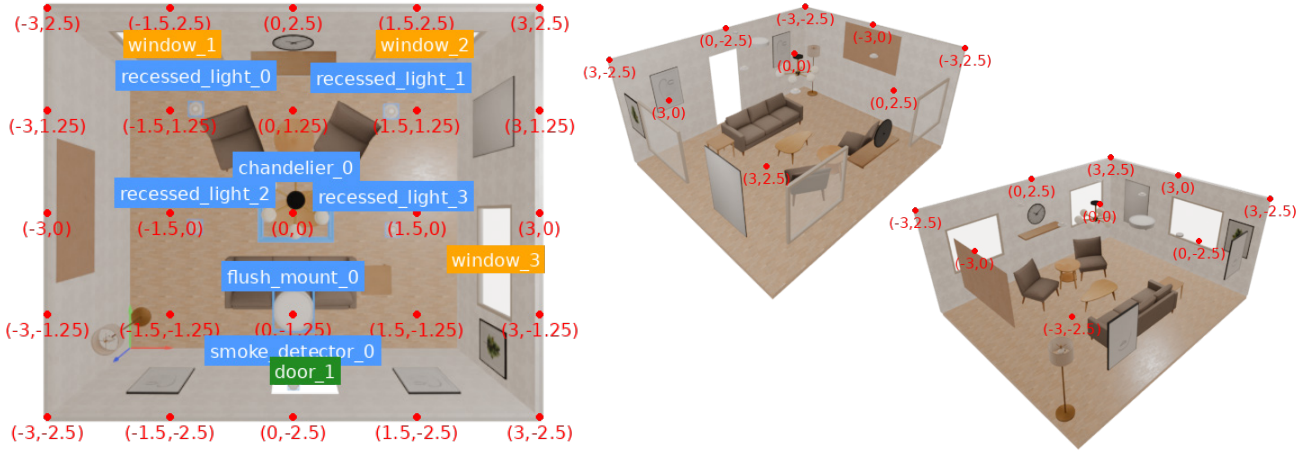 (-3,2.5) (-1.5,2.5) (0,2.5) (1.5,2.5) (3,2.5)
window_1 window_2
recessed_light_0 recessed_light_1
(-3,1.25) (-1.5,1.25) (0,1.25) (1.5,1.25) (3,1.25)
chandelier_0
recessed_light_2 recessed_light_3
(-3,0) (-1.5,0) (0,0) (1.5,0) (3,0)
window_3
flush_mount_0
(-3,-1.25) (-1.5,-1.25) (0,-1.25) (1.5,-1.25) (3,-1.25)
smoke_detector_0
door_1
(-3,-2.5) (-1.5,-2.5) (0,-2.5) (1.5,-2.5) (3,-2.5)
(-3,-2.5)
(0,-2.5) (-3,0)
(3,-2.5) (0,0) (-3,2.5)
(3,0) (0,2.5)
(3,2.5)
(3,2.5)
(0,2.5) (3,0)
(-3,2.5) (0,0) (3,-2.5)
(-3,0) (0,-2.5)
(-3,-2.5)